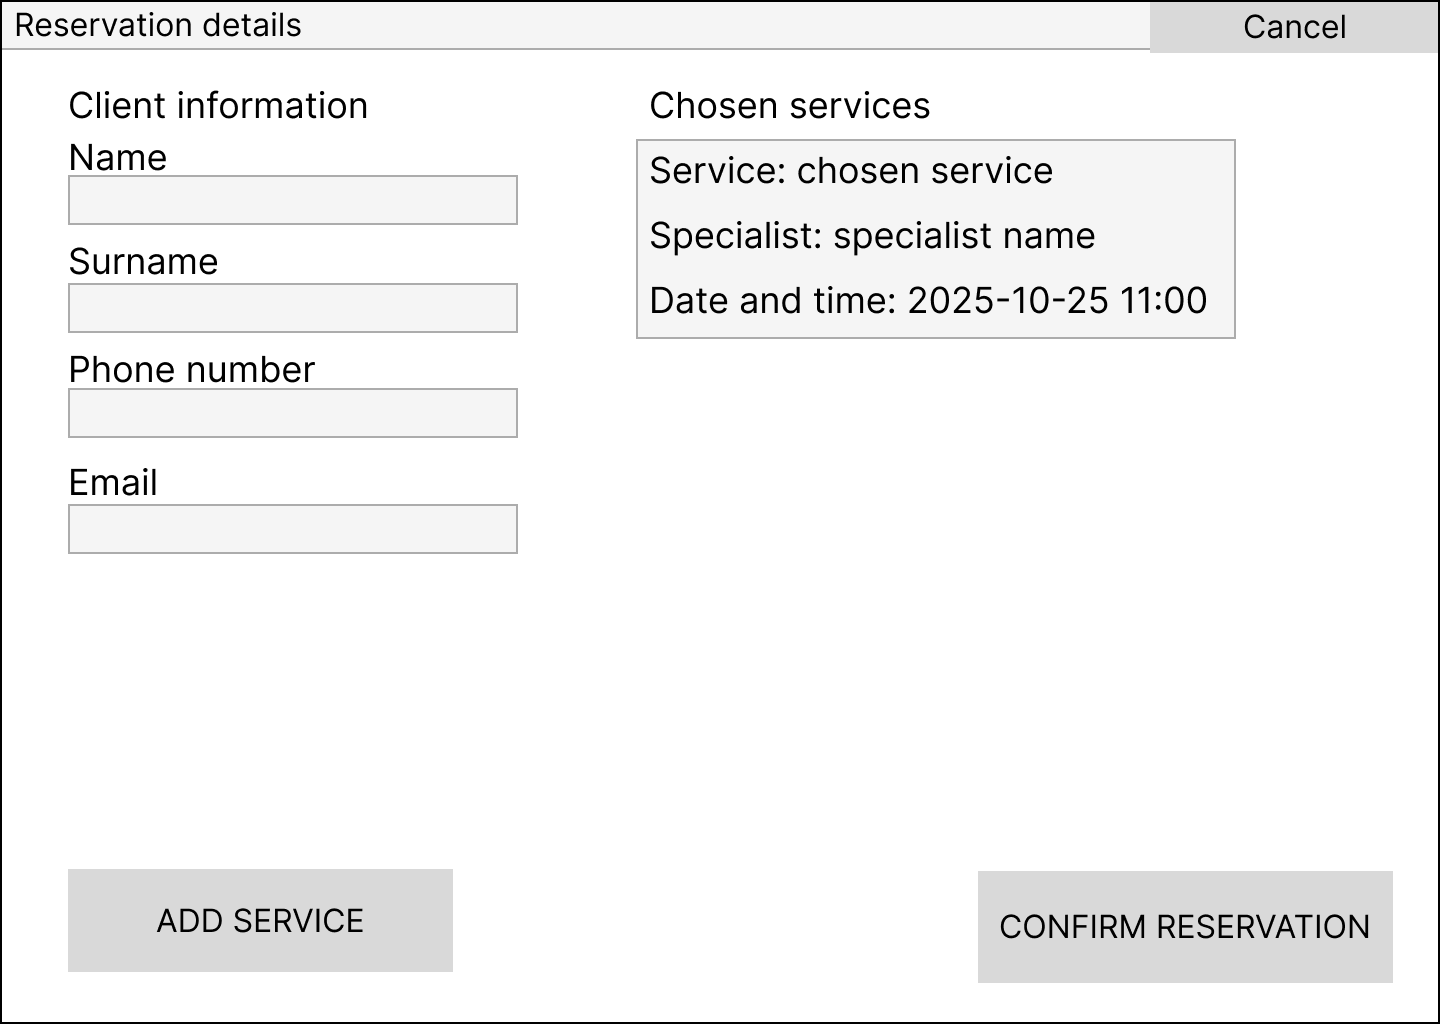 Reservation details
Cancel
Client information
Name
Surname
Phone number
Email
Chosen services
Service: chosen service
Specialist: specialist name
Date and time: 2025-10-25 11:00
ADD SERVICE
CONFIRM RESERVATION